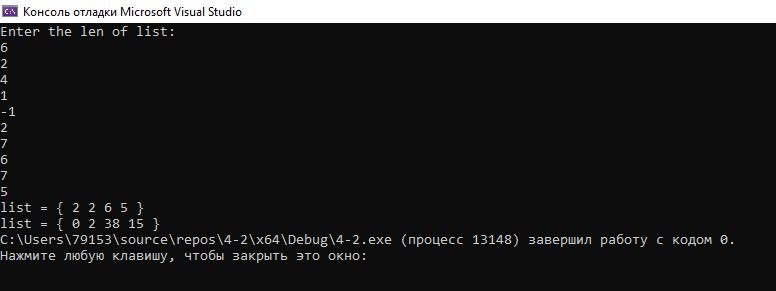 Консоль отладки Microsoft Visual Studio
Enter the len of list:
6
2
4
1
-1
2
7
6
7
5
list = { 2 2 6 5 }
list = { 0 2 38 15 }
C:\Users\79153\source\repos\4-2\x64\Debug\4-2.exe (процесс 13148) завершил работу с кодом 0.
Нажмите любую клавишу, чтобы закрыть это окно: